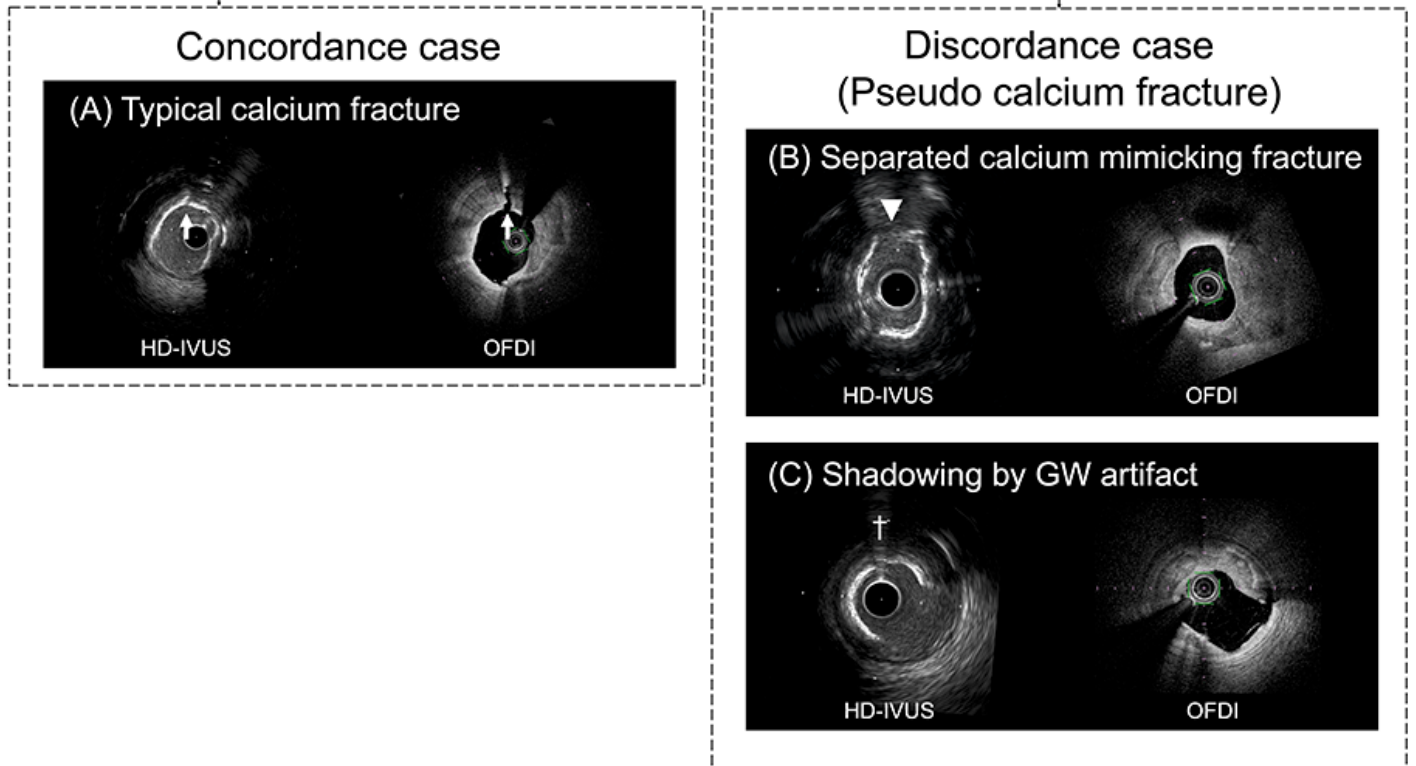 Concordance case
(A) Typical calcium fracture
HD-IVUS
OFDI
Discordance case
(Pseudo calcium fracture)
(B) Separated calcium mimicking fracture
HD-IVUS
OFDI
(C) Shadowing by GW artifact
†
HD-IVUS
OFDI